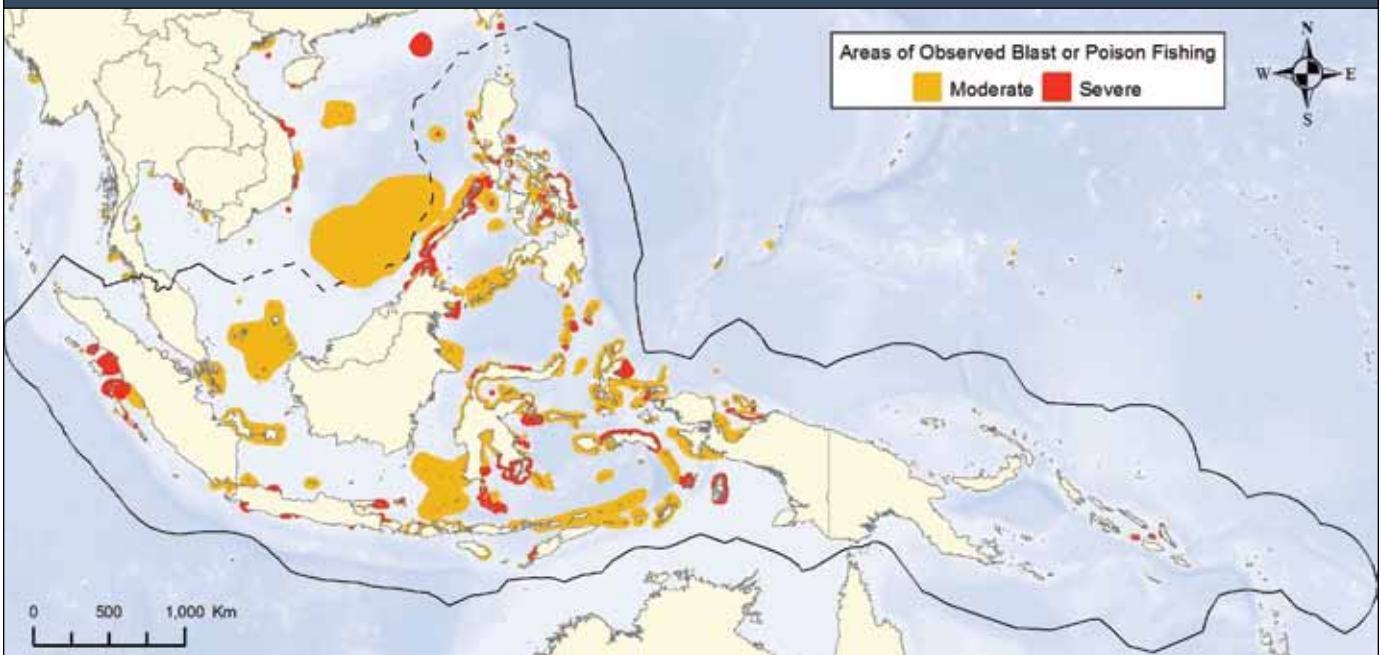 Areas of Observed Blast or Poison Fishing
Moderate Severe
N
W E
S
0 500 1,000 Km